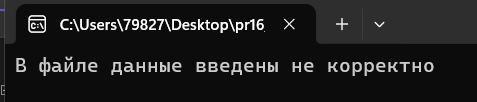 C:\Users\79827\Desktop\pr16
В файле данные введены не корректно